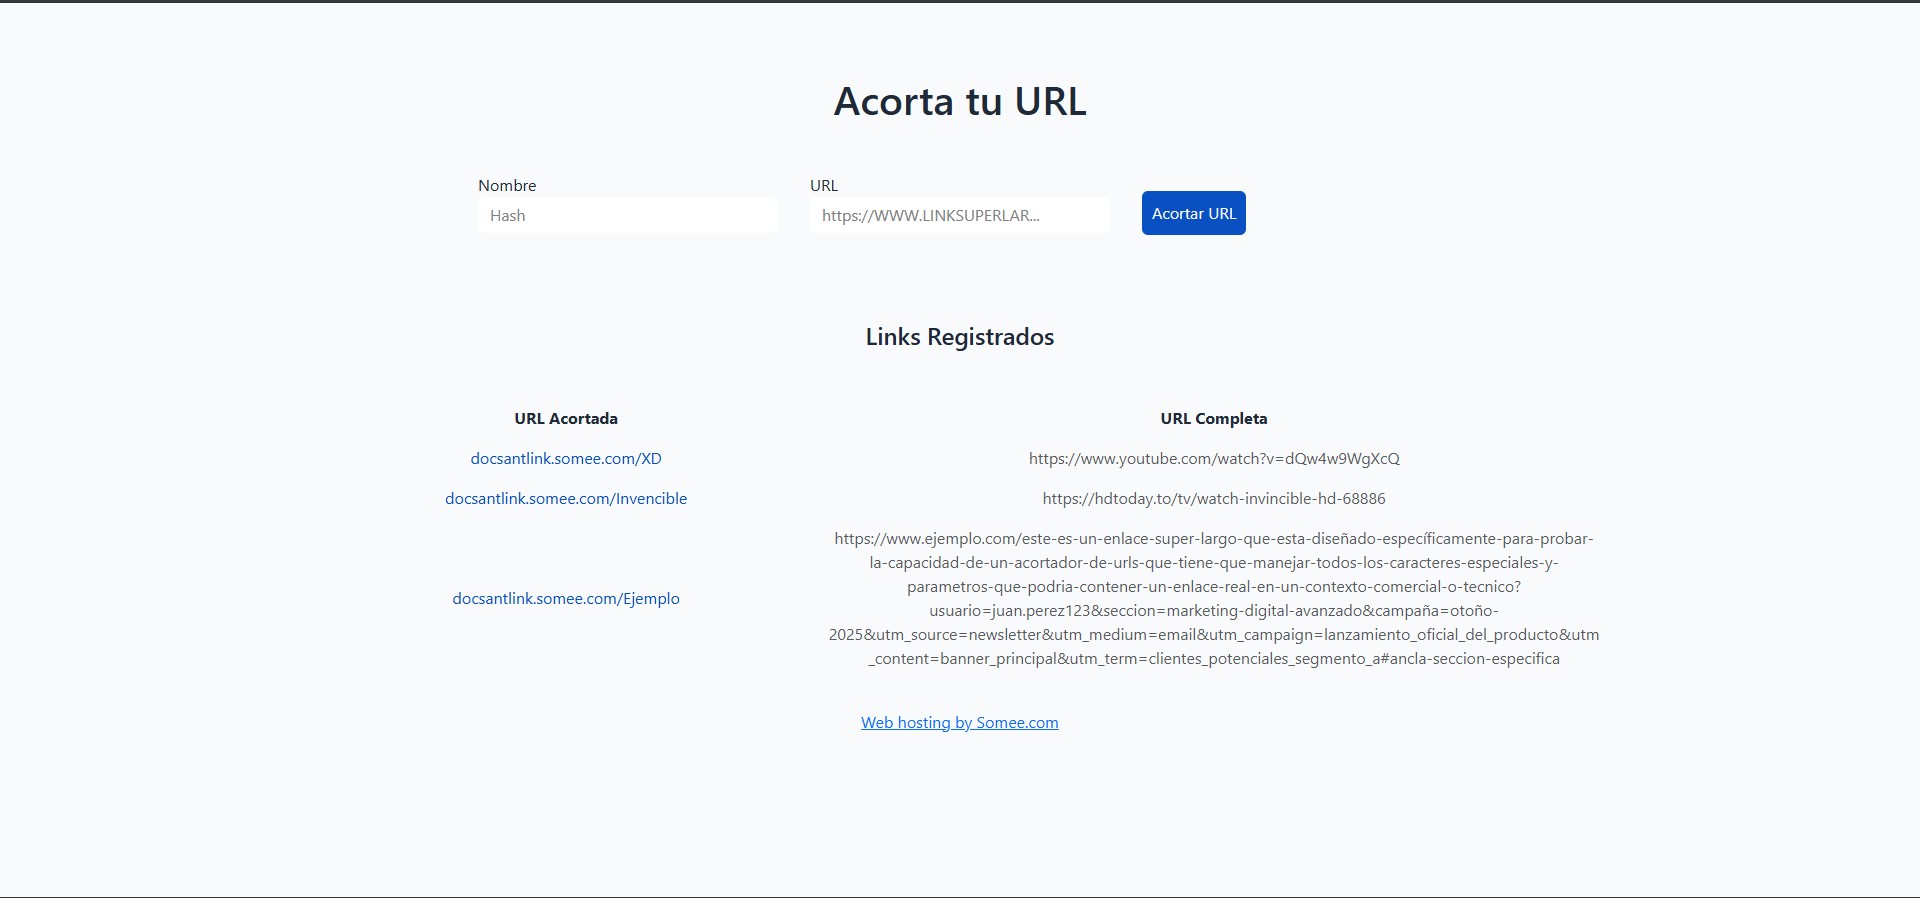 Acorta tu URL
Nombre
URL
Hash
https://WWW.LINKSUPERLAR...
Acortar URL
Links Registrados
URL Acortada
URL Completa
docsantlink.somee.com/XD
https://www.youtube.com/watch?v=dQw4w9WgXcQ
docsantlink.somee.com/Invencible
https://hdtoday.to/tv/watch-invincible-hd-68886
docsantlink.somee.com/Ejemplo
https://www.ejemplo.com/este-es-un-enlace-super-largo-que-esta-diseñado-específicamente-para-probar-
la-capacidad-de-un-acortador-de-urls-que-tiene-que-manejar-todos-los-caracteres-especiales-y-
parametros-que-podria-contener-un-enlace-real-en-un-contexto-comercial-o-tecnico?
usuario=juan.perez123&seccion=marketing-digital-avanzado&campaña=otoño-
2025&utm_source=newsletter&utm_medium=email&utm_campaign=lanzamiento_oficial_del_producto&utm
_content=banner_principal&utm_term=clientes_potenciales_segmento_a#ancla-seccion-especifica
Web hosting by Somee.com